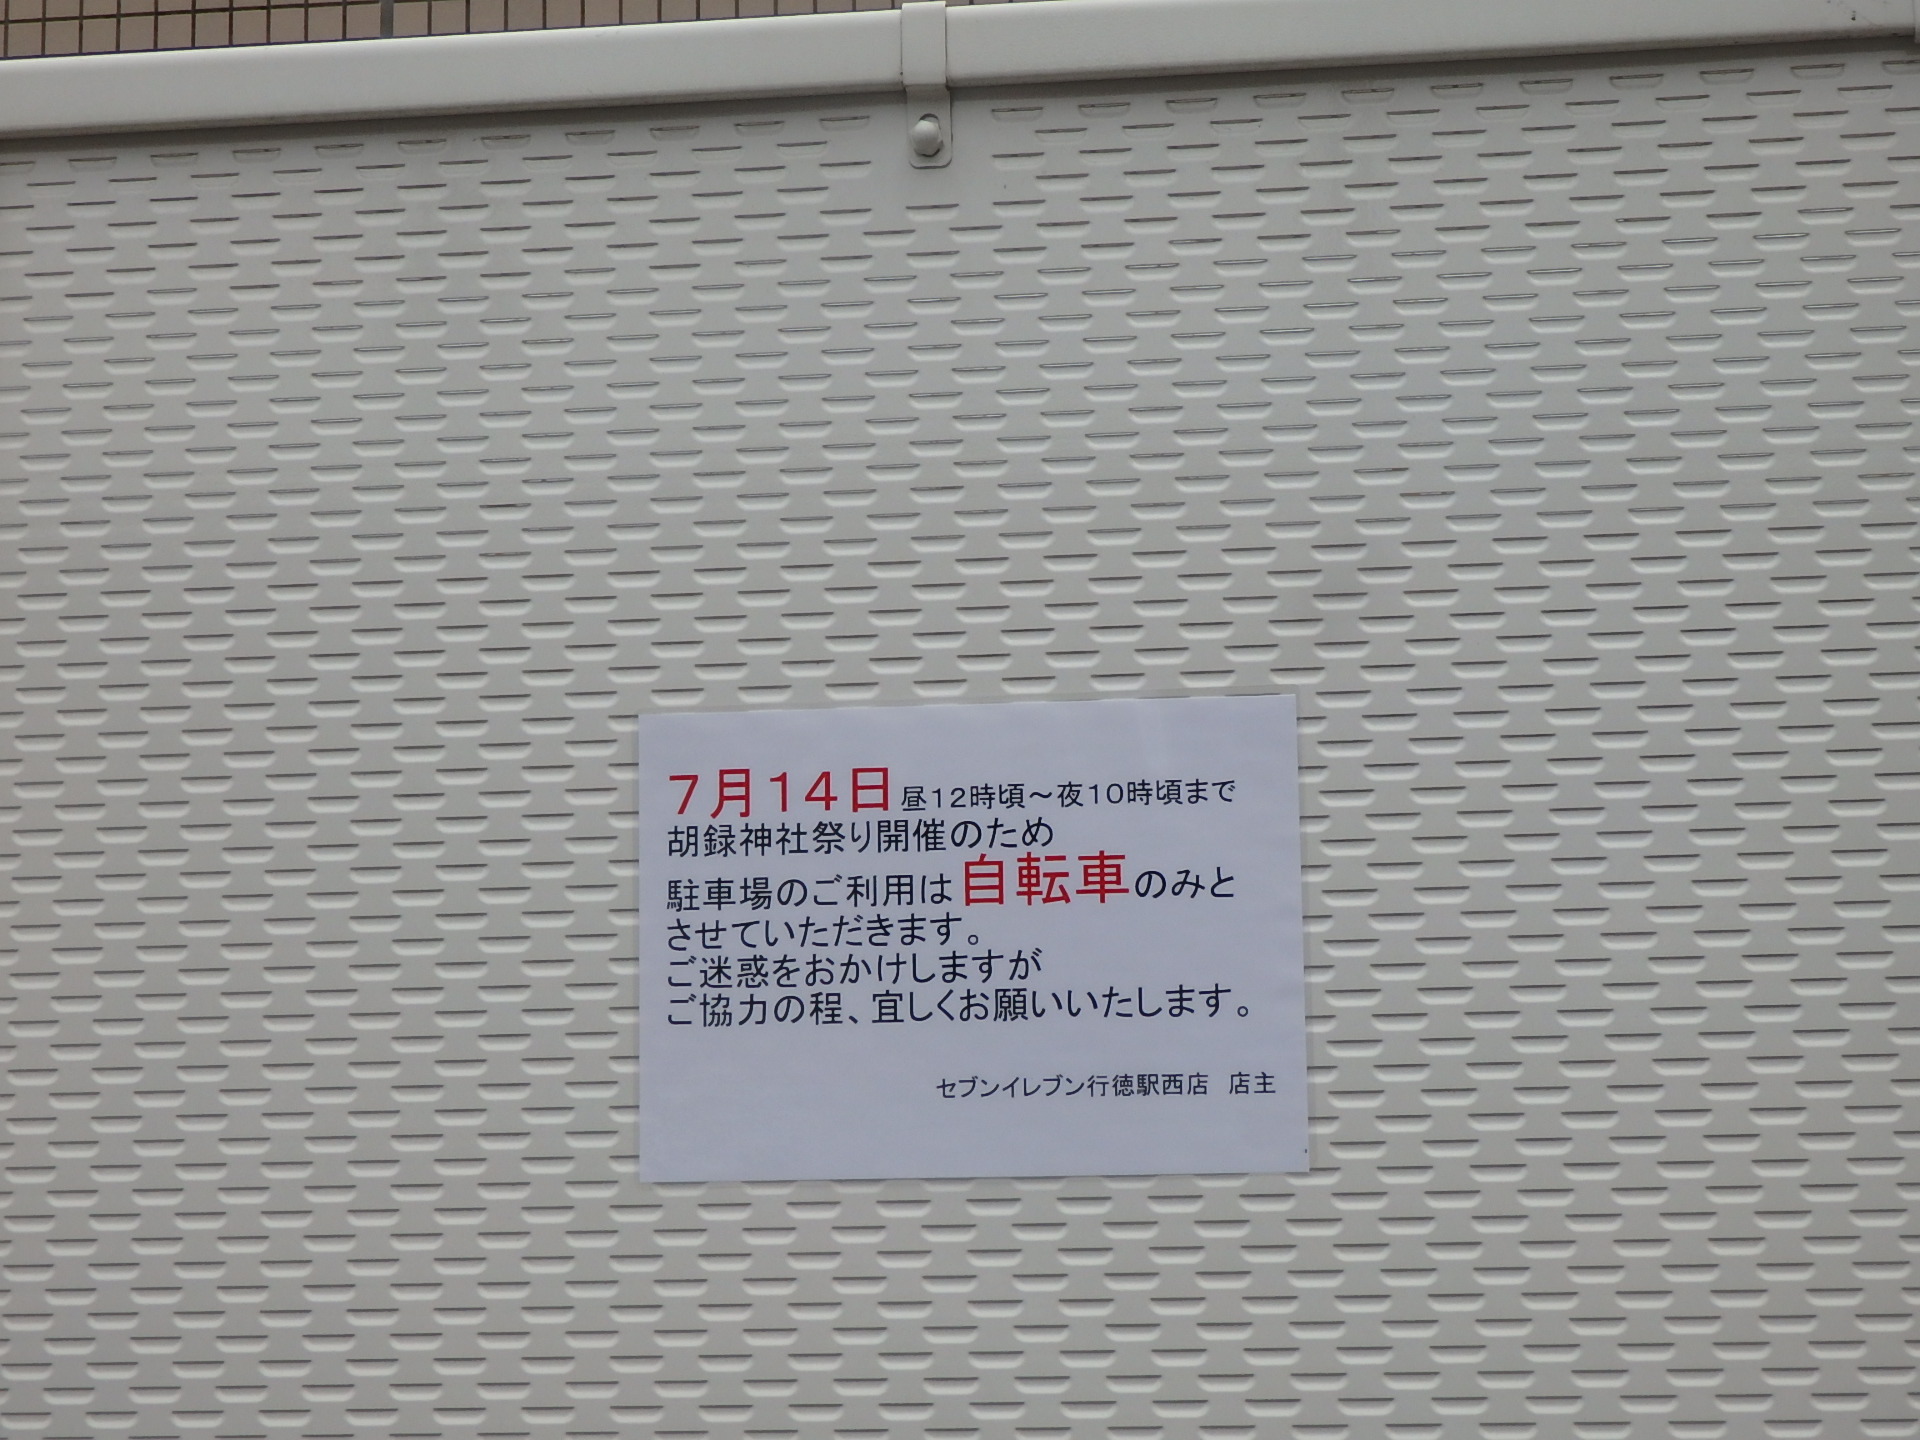 ７月１４日 昼１２時頃～夜１０時頃まで
胡録神社祭り開催のため
駐車場のご利用は自転車のみと
させていただきます。
ご迷惑をおかけしますが
ご協力の程、宜しくお願いいたします。
セブンイレブン行徳駅西店　店主